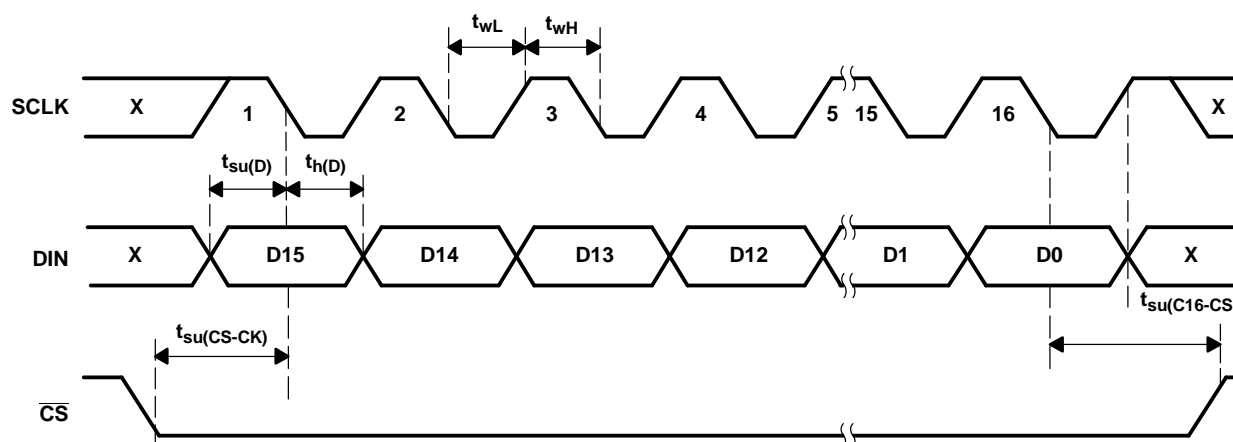 twL twH
SCLK X 1 2 3 4 5 15 16 X
tsu(D) th(D)
DIN X D15 D14 D13 D12 D1 D0 X
tsu(C16-CS
tsu(CS-CK)
CS